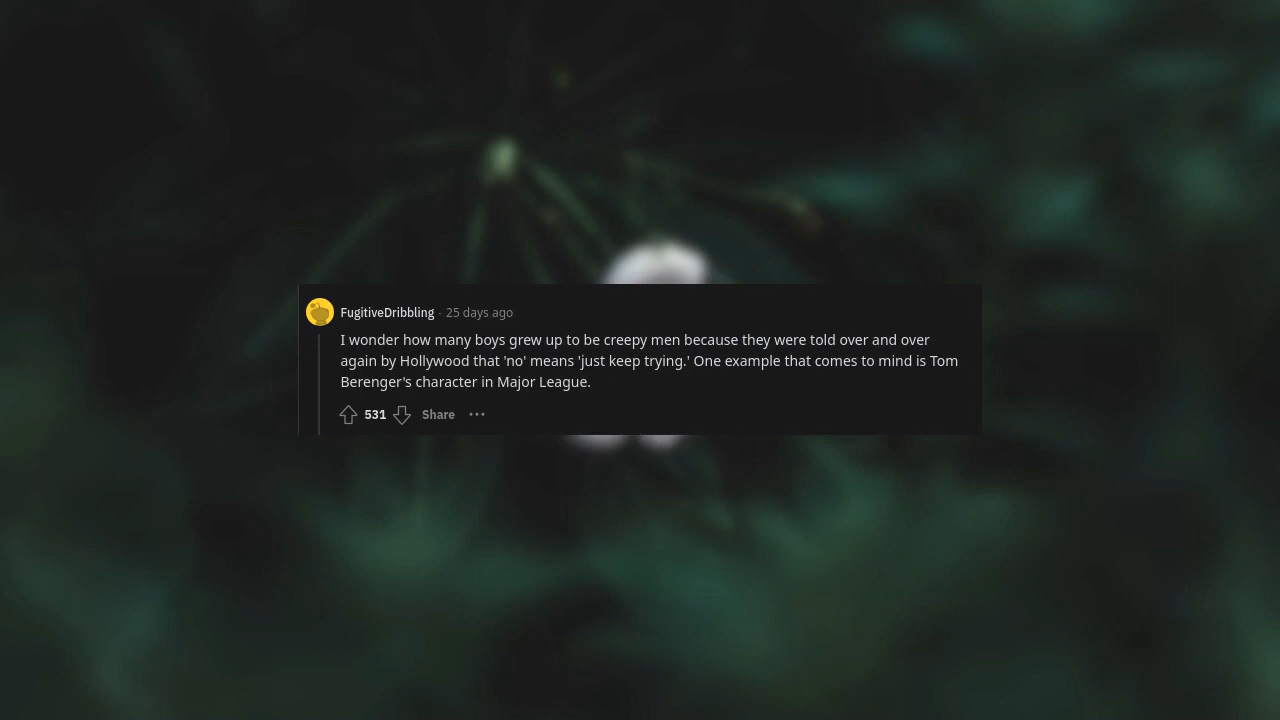 FugitiveDribbling · 25 days ago
I wonder how many boys grew up to be creepy men because they were told over and over
again by Hollywood that 'no' means 'just keep trying.' One example that comes to mind is Tom
Berenger's character in Major League.
531 Share